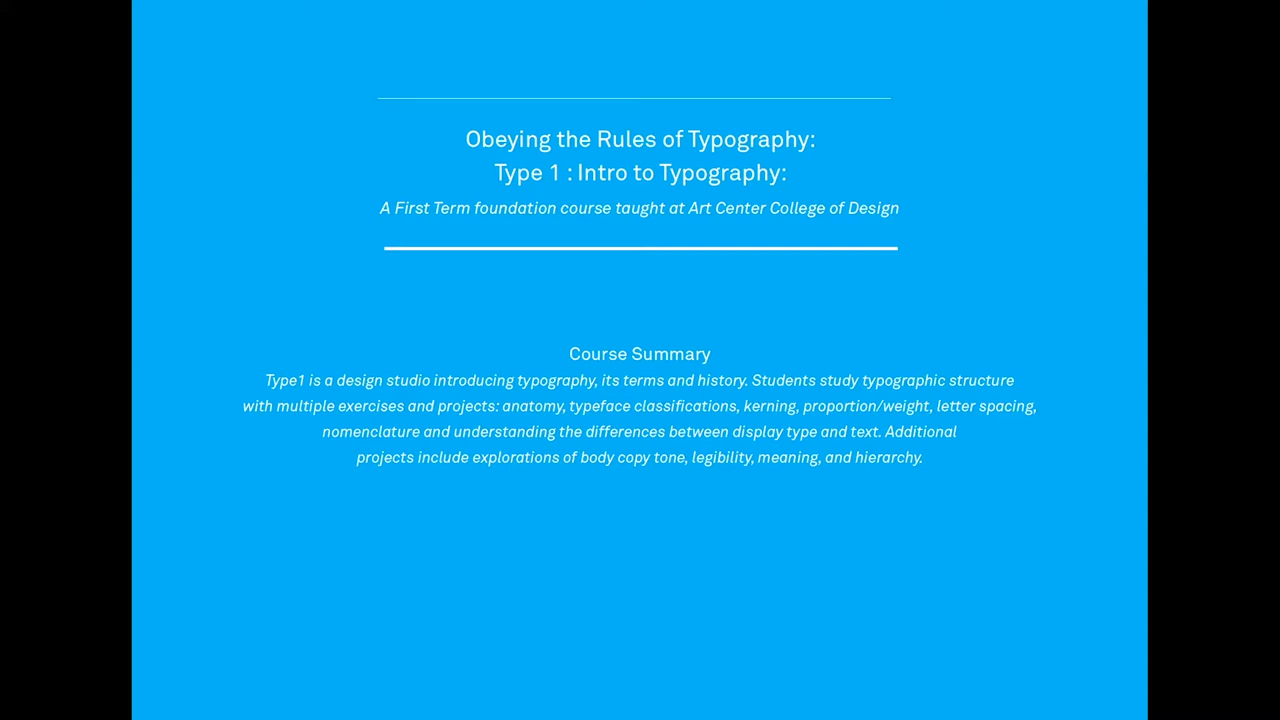 Obeying the Rules of Typography:
Type 1 : Intro to Typography:
A First Term foundation course taught at Art Center College of Design
Course Summary
Type1 is a design studio introducing typography, its terms and history. Students study typographic structure
with multiple exercises and projects: anatomy, typeface classifications, kerning, proportion/weight, letter spacing,
nomenclature and understanding the differences between display type and text. Additional
projects include explorations of body copy tone, legibility, meaning, and hierarchy.